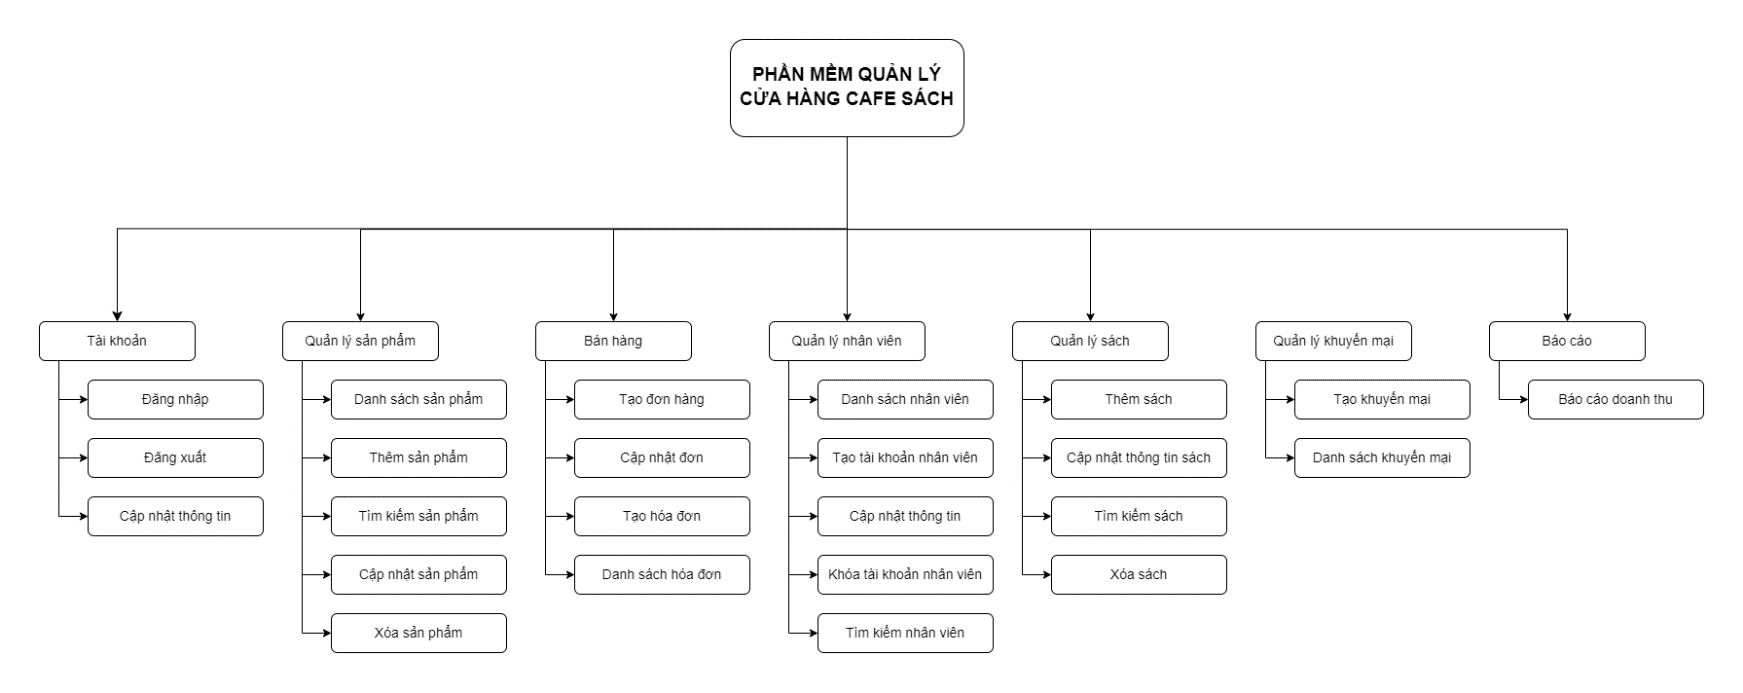 PHẦN MỀM QUẢN LÝ
CỬA HÀNG CAFE SÁCH
Tài khoản
Đăng nhập
Đăng xuất
Cập nhật thông tin
Quản lý sản phẩm
Danh sách sản phẩm
Thêm sản phẩm
Tìm kiếm sản phẩm
Cập nhật sản phẩm
Xóa sản phẩm
Bán hàng
Tạo đơn hàng
Cập nhật đơn
Tạo hóa đơn
Danh sách hóa đơn
Quản lý nhân viên
Danh sách nhân viên
Tạo tài khoản nhân viên
Cập nhật thông tin
Khóa tài khoản nhân viên
Tìm kiếm nhân viên
Quản lý sách
Thêm sách
Cập nhật thông tin sách
Tìm kiếm sách
Xóa sách
Quản lý khuyến mại
Tạo khuyến mại
Danh sách khuyến mại
Báo cáo
Báo cáo doanh thu